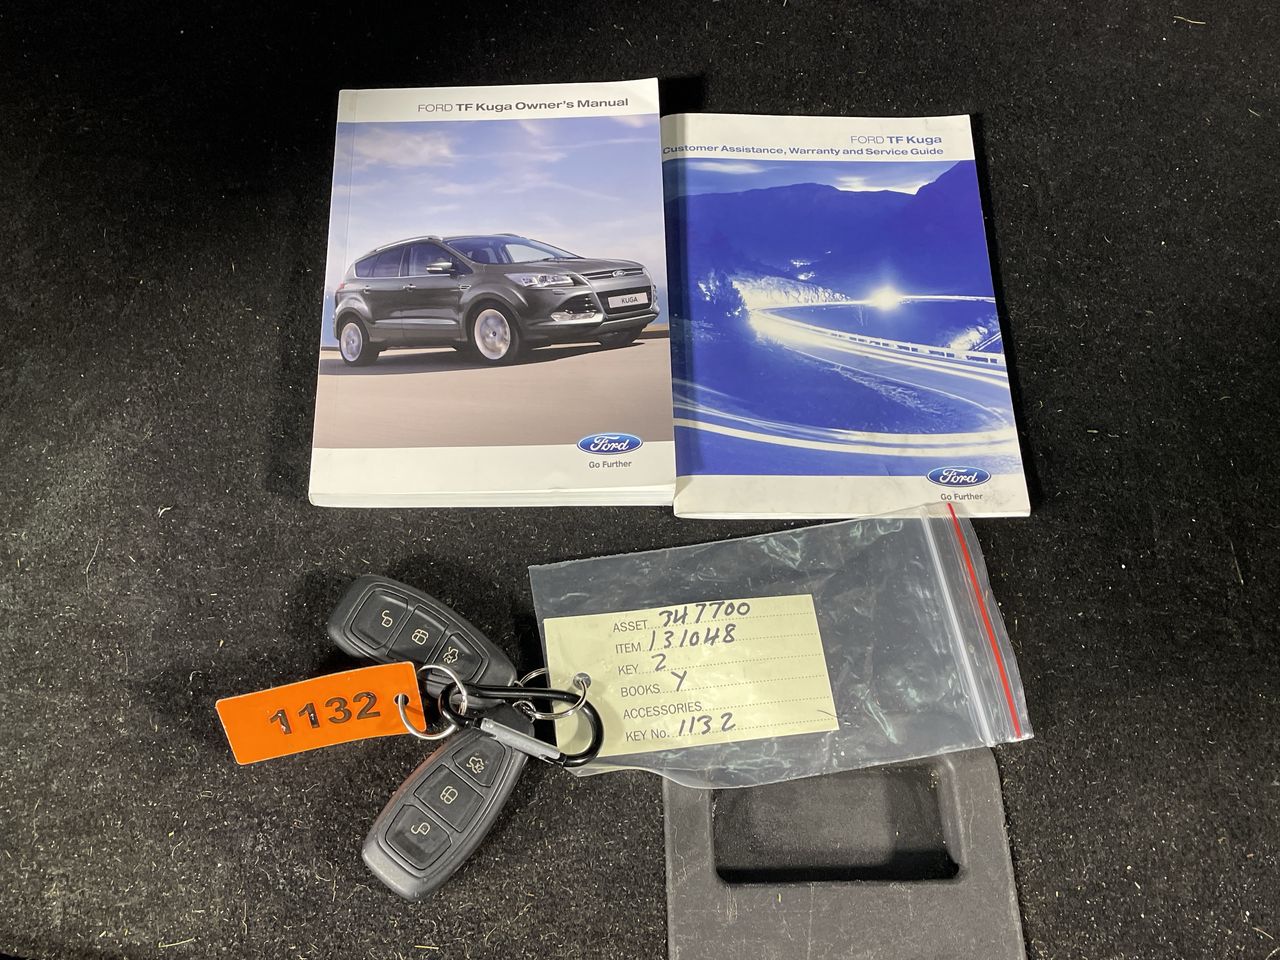 FORD TF Kuga Owner's Manual
KUGA
Ford
Go Further
FORD TF Kuga
Customer Assistance, Warranty and Service Guide
Ford
Go Further
1132
ASSET 347700
ITEM 131048
KEY 2
BOOKS Y
ACCESSORIES
KEY No. 1132